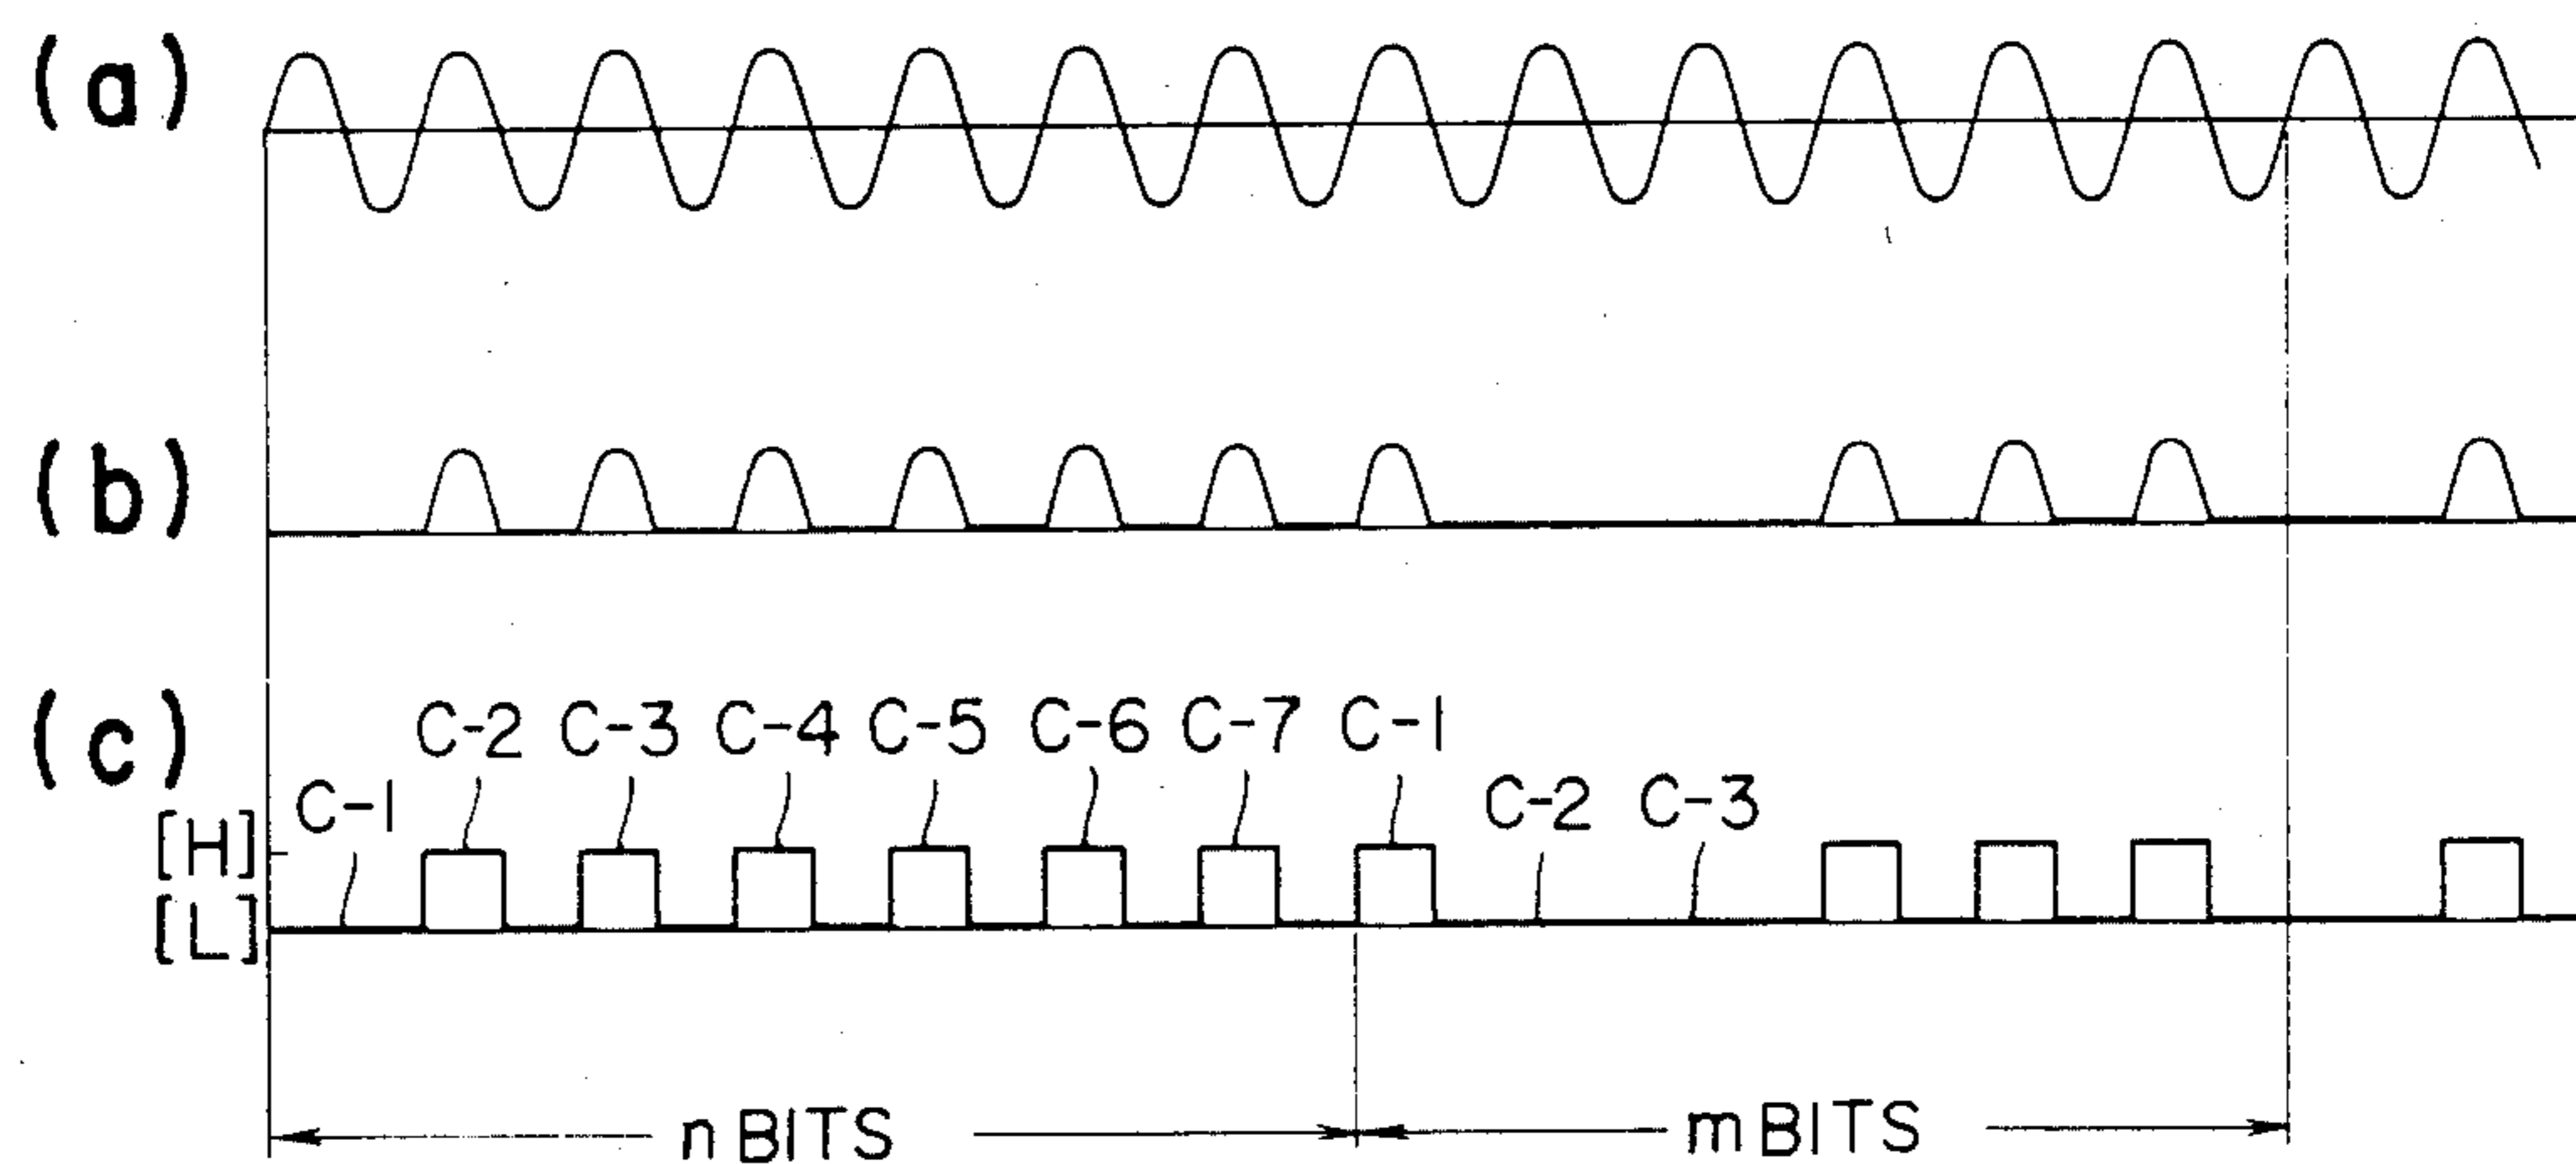 (a)
(b)
(c)
C-2 C-3 C-4 C-5 C-6 C-7 C-1
C-1 C-2 C-3
[H]
[L]
n BITS m BITS